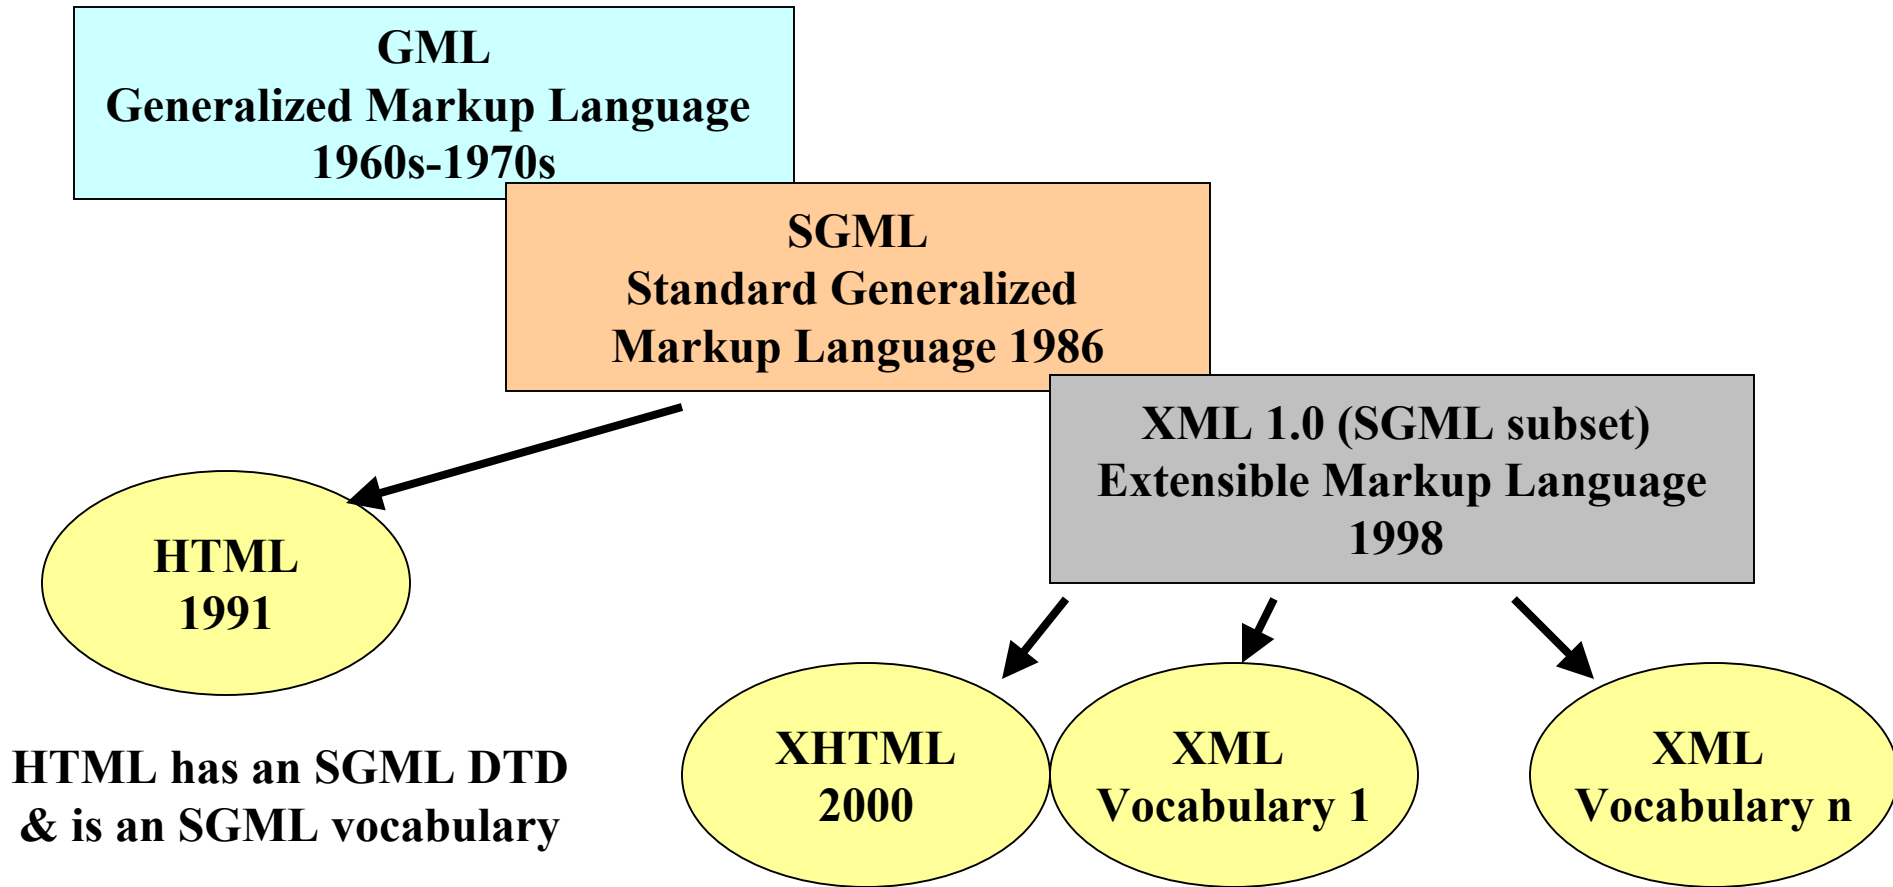 GML
Generalized Markup Language
1960s-1970s
SGML
Standard Generalized
Markup Language 1986
XML 1.0 (SGML subset)
Extensible Markup Language
1998
HTML
1991
HTML has an SGML DTD
& is an SGML vocabulary
XHTML
2000
XML
Vocabulary 1
XML
Vocabulary n